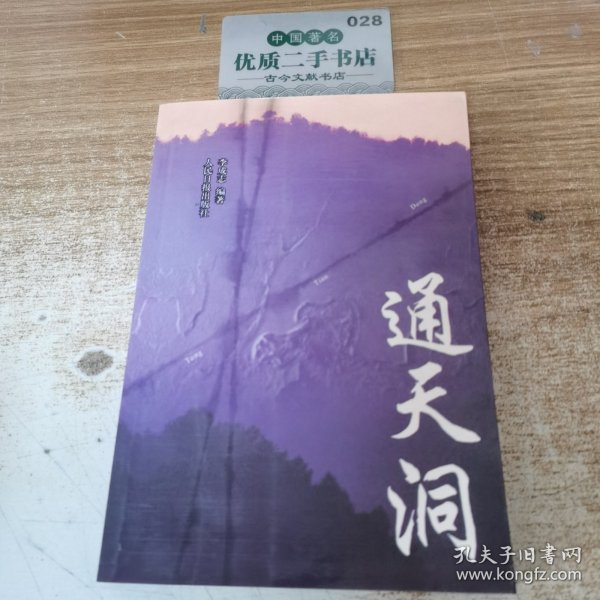 028
中国著名
优质二手书店
古今文献书店
李成志 编著
人民日报出版社
Dong
Tian
Tong
通天洞
孔夫子旧书网
www.kongfz.com